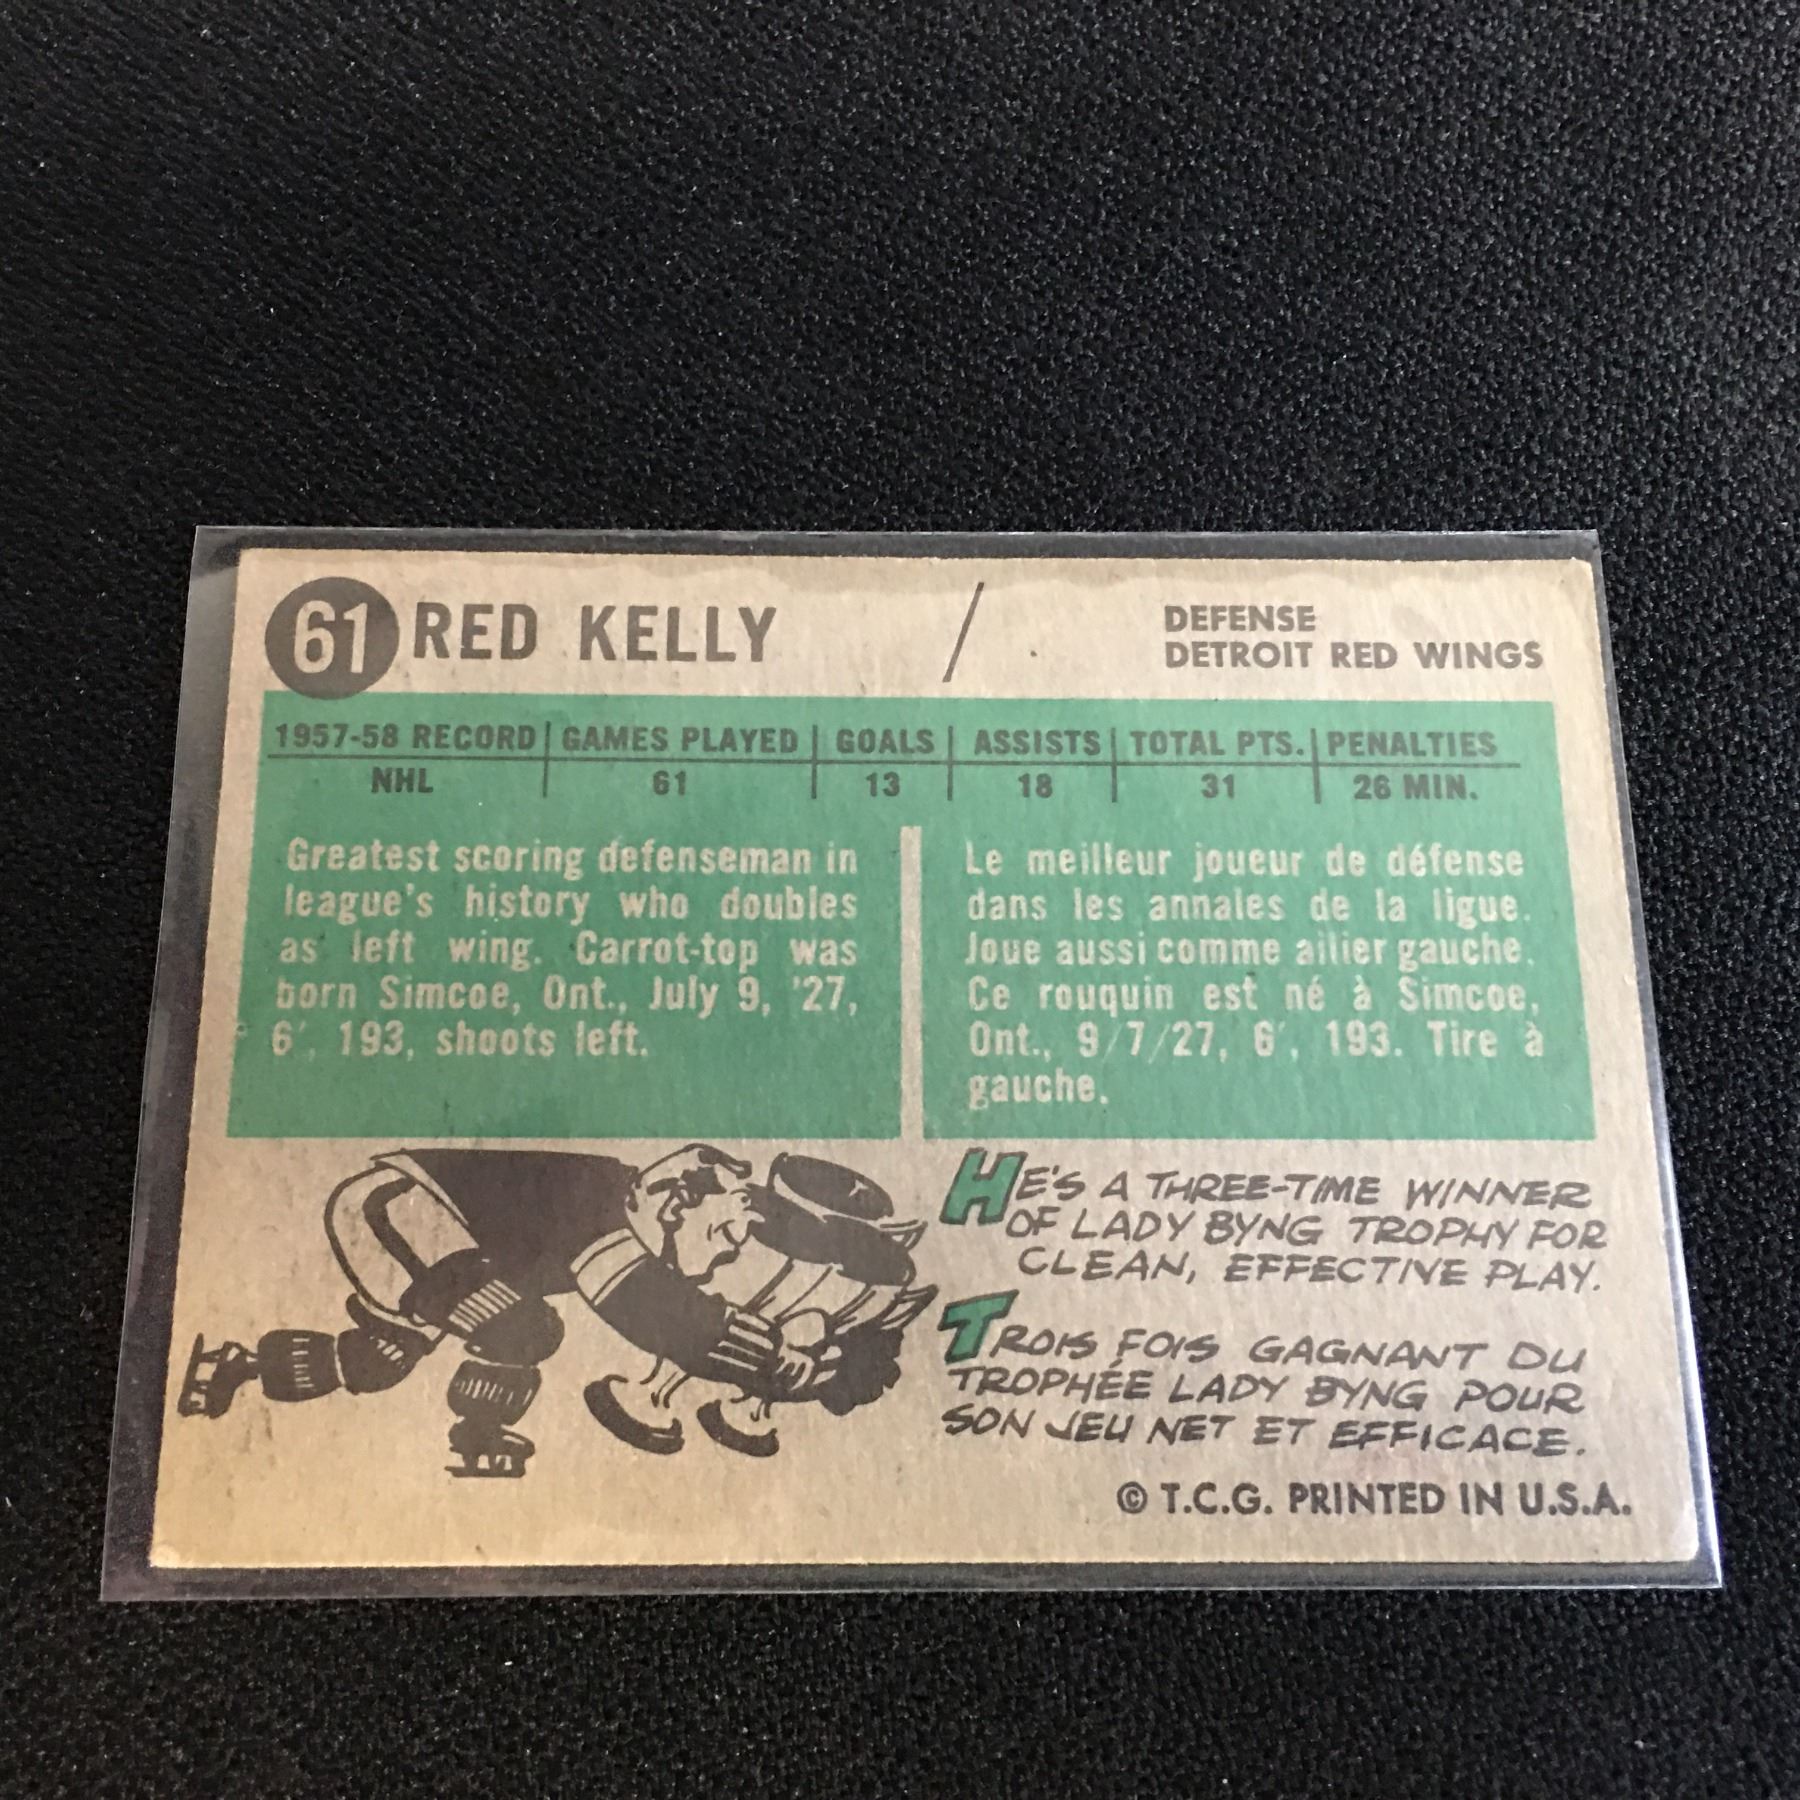 61 RED KELLY / DEFENSE
DETROIT RED WINGS
1957-58 RECORD GAMES PLAYED GOALS ASSISTS TOTAL PTS. PENALTIES
NHL 61 13 18 31 26 MIN.
Greatest scoring defenseman in
league's history who doubles
as left wing. Carrot-top was
born Simcoe, Ont., July 9, '27,
6', 193, shoots left.
Le meilleur joueur de défense
dans les annales de la ligue.
Joue aussi comme ailier gauche.
Ce rouquin est né à Simcoe,
Ont., 9/7/27, 6', 193. Tire à
gauche.
HE'S A THREE-TIME WINNER
OF LADY BYNG TROPHY FOR
CLEAN, EFFECTIVE PLAY.
TROIS FOIS GAGNANT DU
TROPHÉE LADY BYNG POUR
SON JEU NET ET EFFICACE.
© T.C.G. PRINTED IN U.S.A.